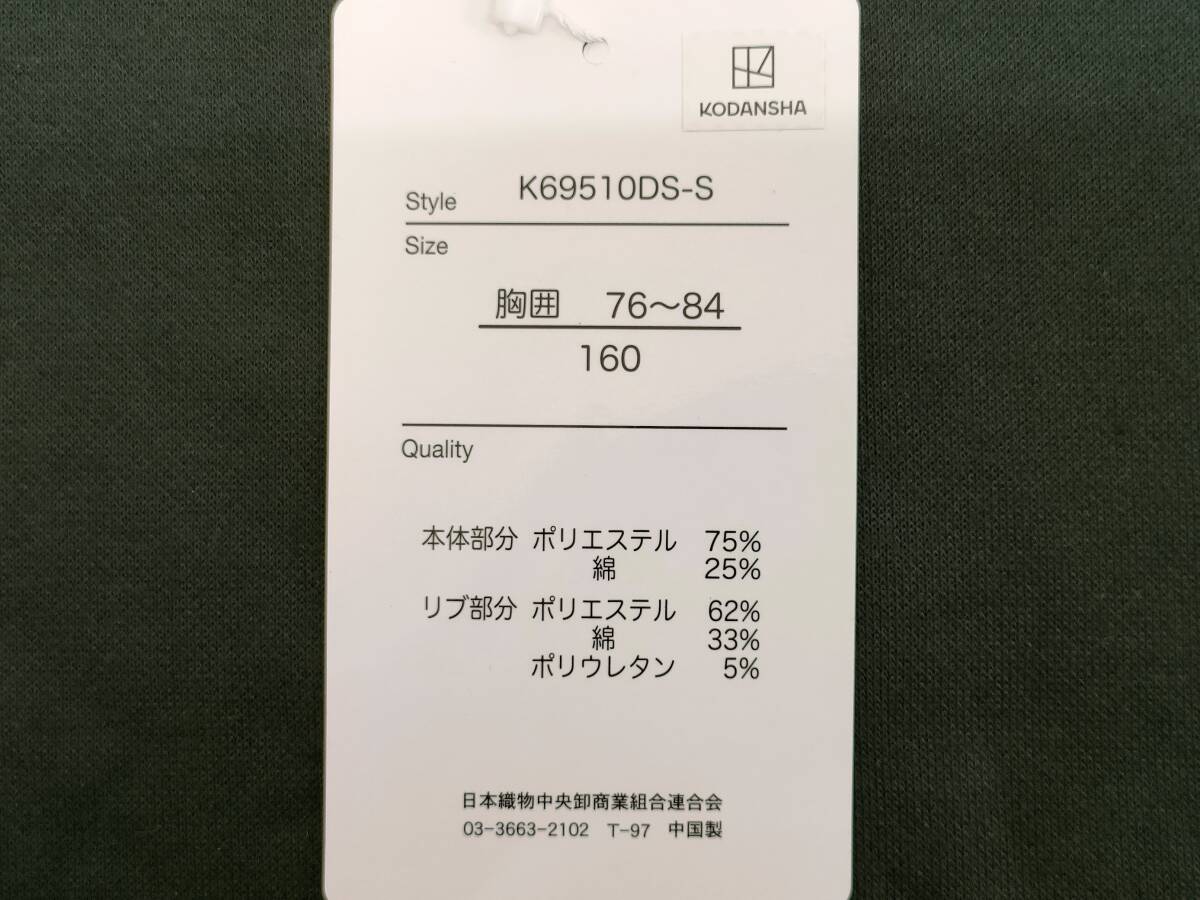 KODANSHA
Style K69510DS-S
Size
胸囲 76～84
160
Quality
本体部分 ポリエステル 75%
綿 25%
リブ部分 ポリエステル 62%
綿 33%
ポリウレタン 5%
日本織物中央卸商業組合連合会
03-3663-2102 T-97 中国製